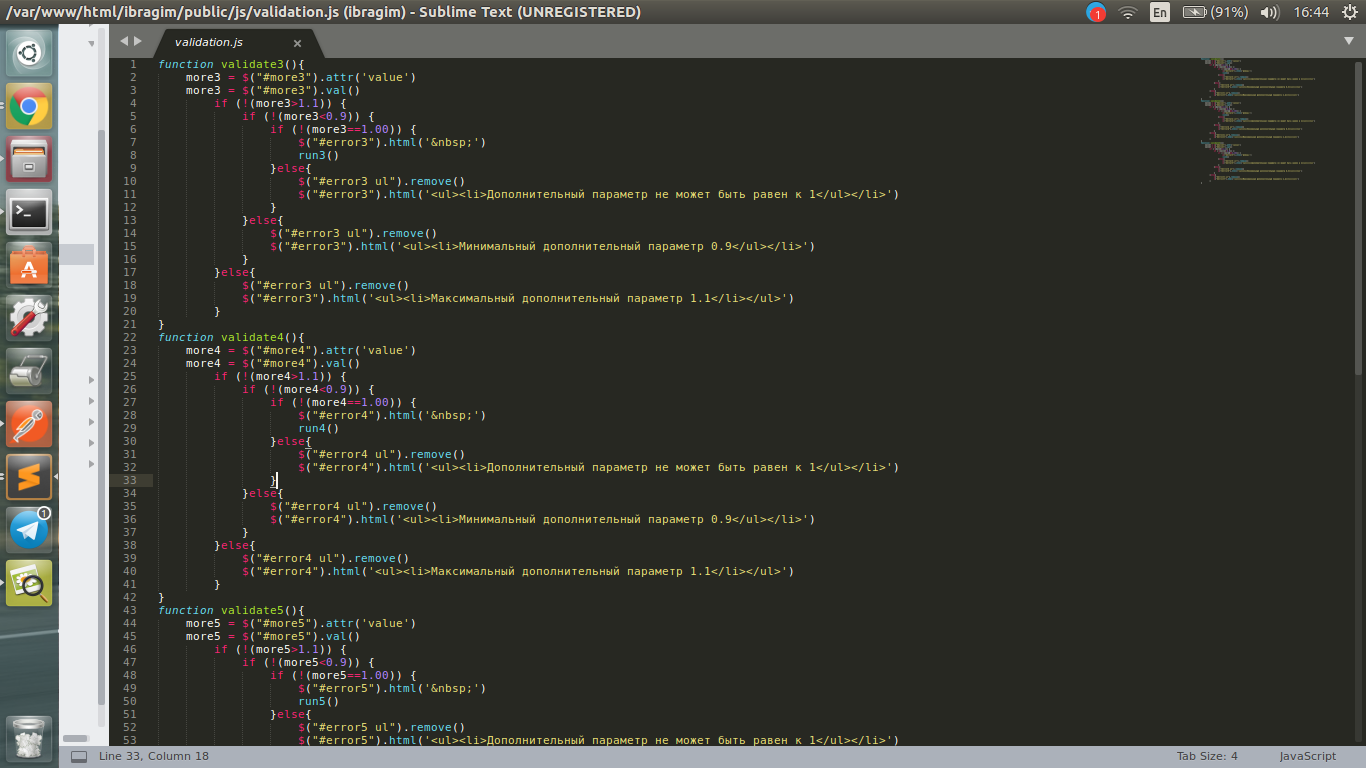 /var/www/html/ibragim/public/js/validation.js (ibragim) - Sublime Text (UNREGISTERED)
1 En (91%) 16:44
validation.js ×
1 function validate3(){
2     more3 = $("#more3").attr('value')
3     more3 = $("#more3").val()
4         if (!(more3>1.1)) {
5             if (!(more3<0.9)) {
6                 if (!(more3==1.00)) {
7                     $("#error3").html('&nbsp;')
8                     run3()
9                 }else{
10                     $("#error3 ul").remove()
11                     $("#error3").html('<ul><li>Дополнительный параметр не может быть равен к 1</ul></li>')
12                 }
13             }else{
14                     $("#error3 ul").remove()
15                     $("#error3").html('<ul><li>Минимальный дополнительный параметр 0.9</ul></li>')
16             }
17         }else{
18             $("#error3 ul").remove()
19             $("#error3").html('<ul><li>Максимальный дополнительный параметр 1.1</li></ul>')
20         }
21 }
22 function validate4(){
23     more4 = $("#more4").attr('value')
24     more4 = $("#more4").val()
25         if (!(more4>1.1)) {
26             if (!(more4<0.9)) {
27                 if (!(more4==1.00)) {
28                     $("#error4").html('&nbsp;')
29                     run4()
30                 }else{
31                     $("#error4 ul").remove()
32                     $("#error4").html('<ul><li>Дополнительный параметр не может быть равен к 1</ul></li>')
33                 }
34             }else{
35                 $("#error4 ul").remove()
36                 $("#error4").html('<ul><li>Минимальный дополнительный параметр 0.9</ul></li>')
37             }
38         }else{
39             $("#error4 ul").remove()
40             $("#error4").html('<ul><li>Максимальный дополнительный параметр 1.1</li></ul>')
41         }
42 }
43 function validate5(){
44     more5 = $("#more5").attr('value')
45     more5 = $("#more5").val()
46         if (!(more5>1.1)) {
47             if (!(more5<0.9)) {
48                 if (!(more5==1.00)) {
49                     $("#error5").html('&nbsp;')
50                     run5()
51                 }else{
52                     $("#error5 ul").remove()
53                     $("#error5").html('<ul><li>Дополнительный параметр не может быть равен к 1</ul></li>')
1
Line 33, Column 18 Tab Size: 4 JavaScript